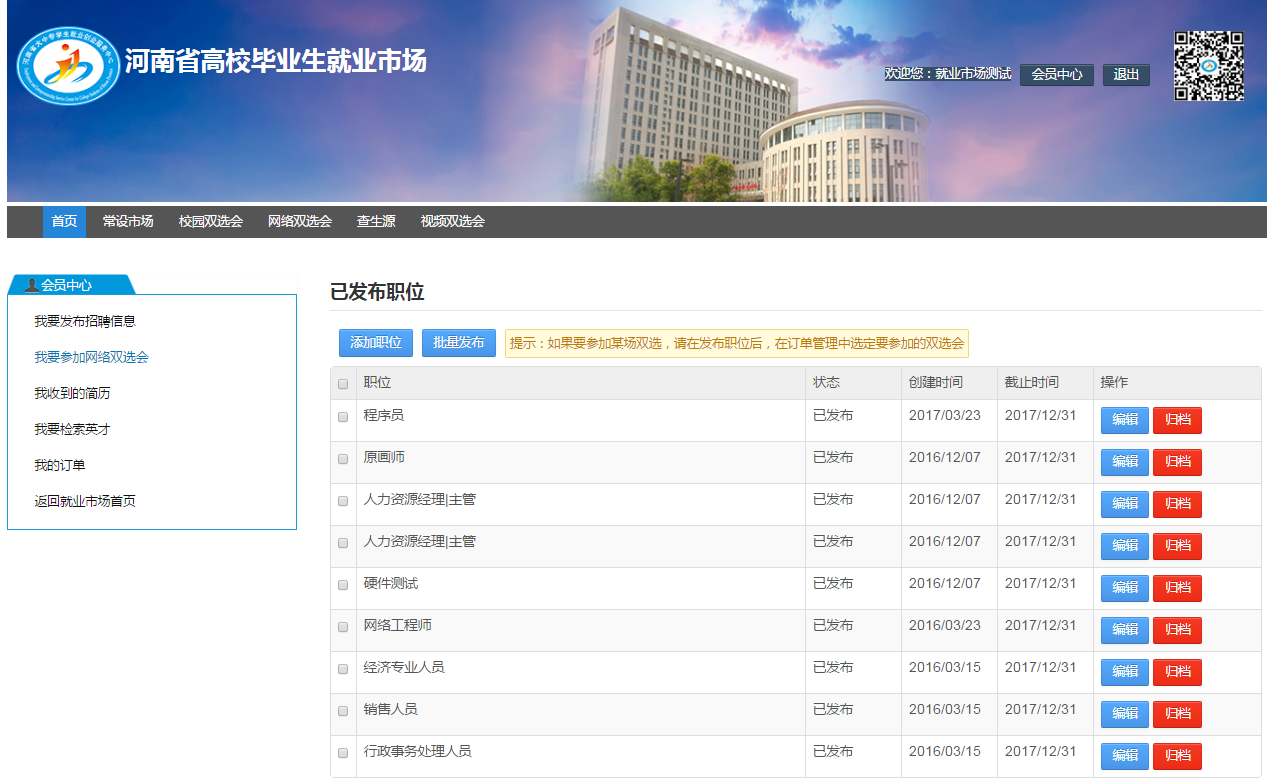 河南省高校毕业生就业市场
欢迎您：就业市场测试 会员中心 退出
首页 常设市场 校园双选会 网络双选会 查生源 视频双选会
会员中心
我要发布招聘信息
我要参加网络双选会
我收到的简历
我要检索英才
我的订单
返回就业市场首页
已发布职位
添加职位 批量发布 提示：如果要参加某场双选，请在发布职位后，在订单管理中选定要参加的双选会
职位 状态 创建时间 截止时间 操作
程序员 已发布 2017/03/23 2017/12/31 编辑 归档
原画师 已发布 2016/12/07 2017/12/31 编辑 归档
人力资源经理|主管 已发布 2016/12/07 2017/12/31 编辑 归档
人力资源经理|主管 已发布 2016/12/07 2017/12/31 编辑 归档
硬件测试 已发布 2016/12/07 2017/12/31 编辑 归档
网络工程师 已发布 2016/03/23 2017/12/31 编辑 归档
经济专业人员 已发布 2016/03/15 2017/12/31 编辑 归档
销售人员 已发布 2016/03/15 2017/12/31 编辑 归档
行政事务处理人员 已发布 2016/03/15 2017/12/31 编辑 归档